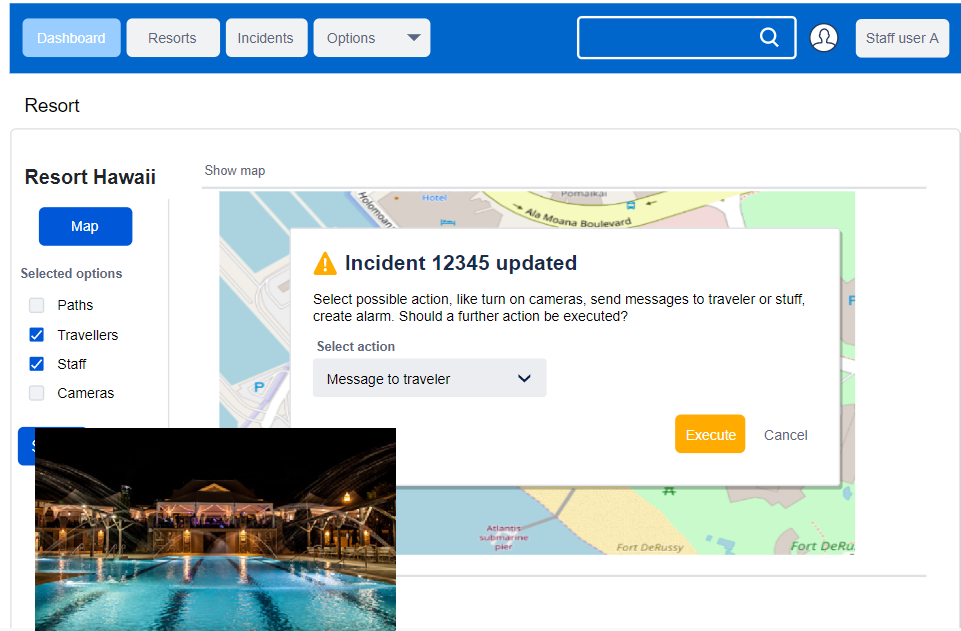 Dashboard
Resorts
Incidents
Options
Staff user A
Resort
Resort Hawaii
Show map
Map
Selected options
Paths
Travellers
Staff
Cameras
Hotel
Ala Moana Boulevard
Incident 12345 updated
Select possible action, like turn on cameras, send messages to traveler or stuff,
create alarm. Should a further action be executed?
Select action
Message to traveler
Execute
Cancel
P
Atlantis
submarine
pier
Fort DeRussy
Fort DeRu